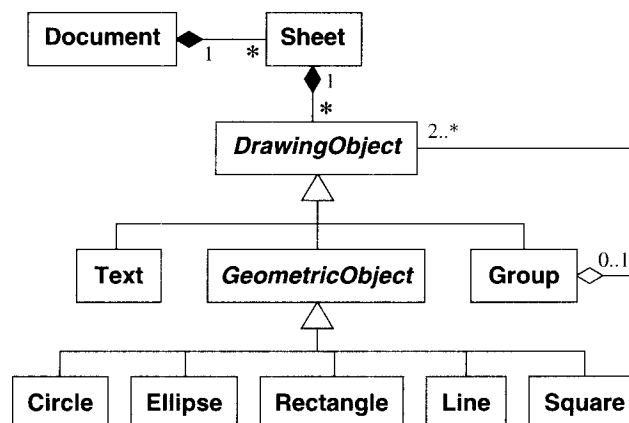 Document 1 * Sheet
1
*
DrawingObject 2..*
Text GeometricObject Group 0..1
Circle Ellipse Rectangle Line Square